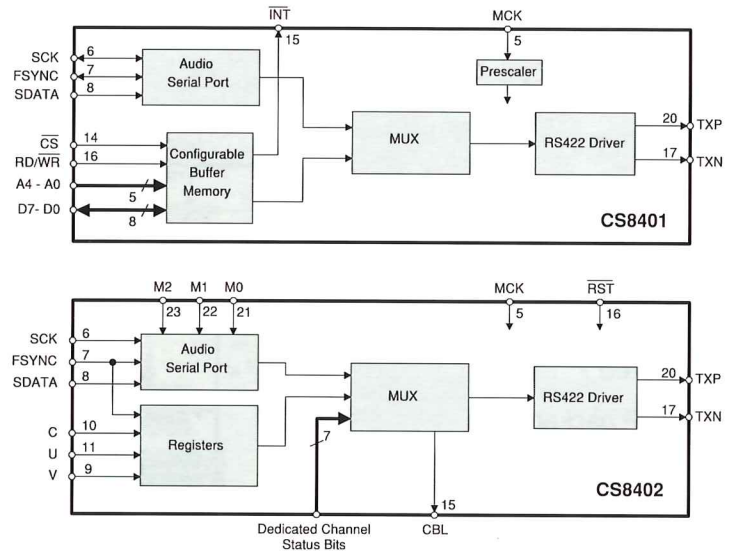 INT MCK
15 5
SCK 6
FSYNC 7
SDATA 8
Audio
Serial Port
Prescaler
CS 14
RD/WR 16
A4 - A0
5
D7- D0
8
Configurable
Buffer
Memory
MUX
RS422 Driver
20 TXP
17 TXN
CS8401
M2 M1 M0 MCK RST
23 22 21 5 16
SCK 6
FSYNC 7
SDATA 8
Audio
Serial Port
C 10
U 11
V 9
Registers
MUX
7
RS422 Driver
20 TXP
17 TXN
CS8402
15
Dedicated Channel
Status Bits
CBL